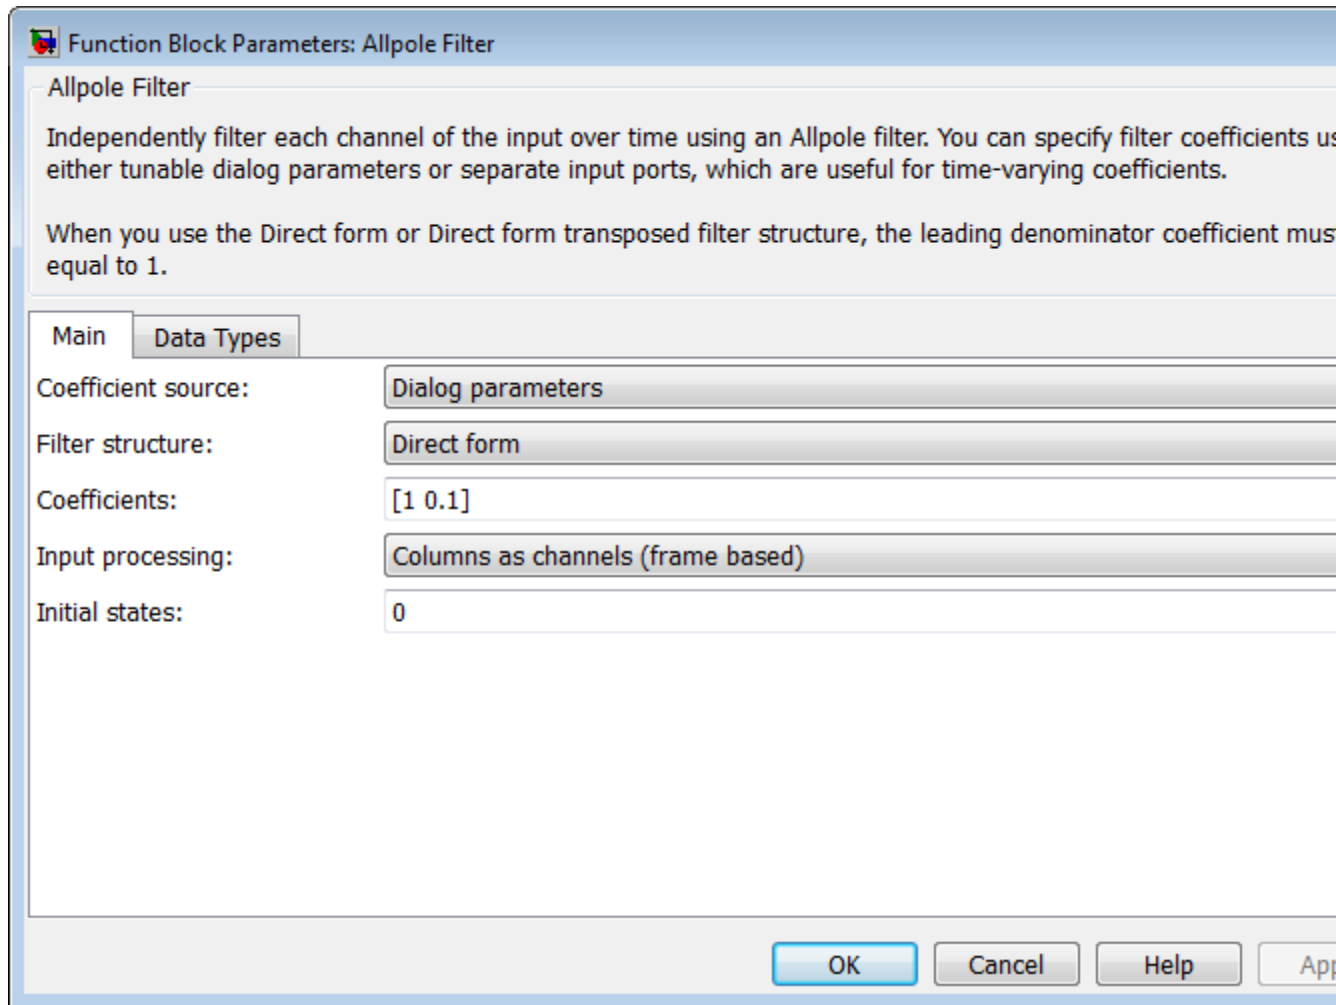 Function Block Parameters: Allpole Filter
Allpole Filter
Independently filter each channel of the input over time using an Allpole filter. You can specify filter coefficients
either tunable dialog parameters or separate input ports, which are useful for time-varying coefficients.
When you use the Direct form or Direct form transposed filter structure, the leading denominator coefficient
equal to 1.
Main
Data Types
Coefficient source:
Dialog parameters
Filter structure:
Direct form
Coefficients:
[1 0.1]
Input processing:
Columns as channels (frame based)
Initial states:
0
OK
Cancel
Help